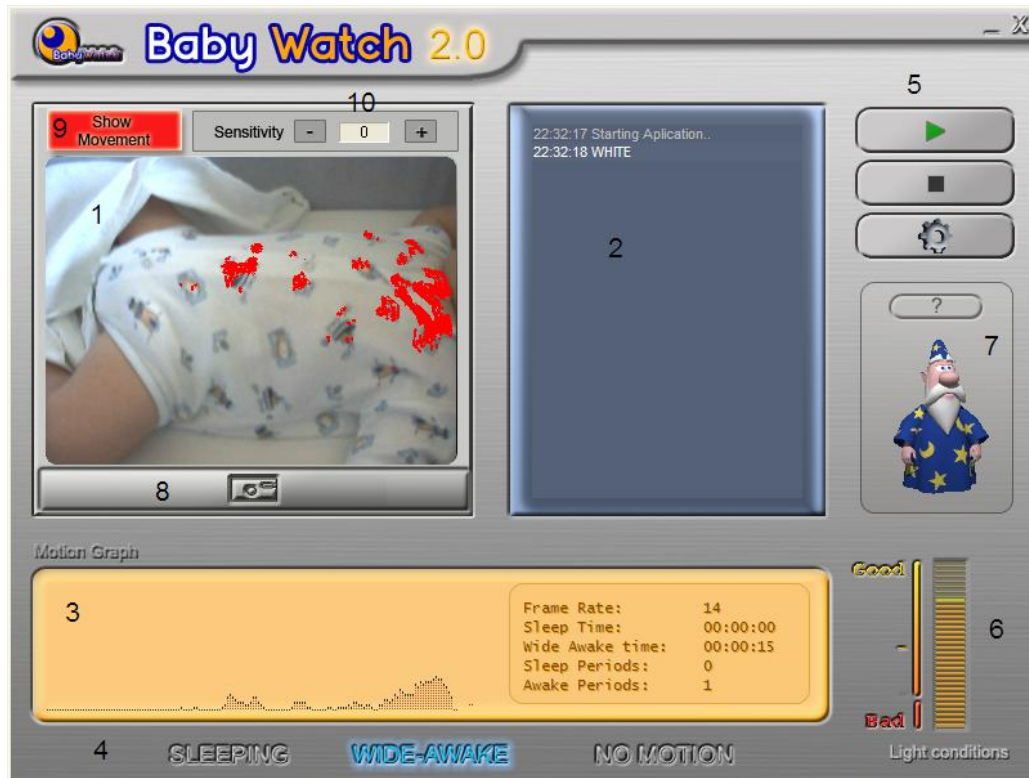 Baby Watch 2.0
BabyWatch
_ X
5
10
9 Show Movement
Sensitivity - 0 +
22:32:17 Starting Aplication..
22:32:18 WHITE
1
2
?
7
8
Motion Graph
3
Frame Rate: 14
Sleep Time: 00:00:00
Wide Awake time: 00:00:15
Sleep Periods: 0
Awake Periods: 1
Good
6
Bad
4
SLEEPING WIDE-AWAKE NO MOTION
Light conditions